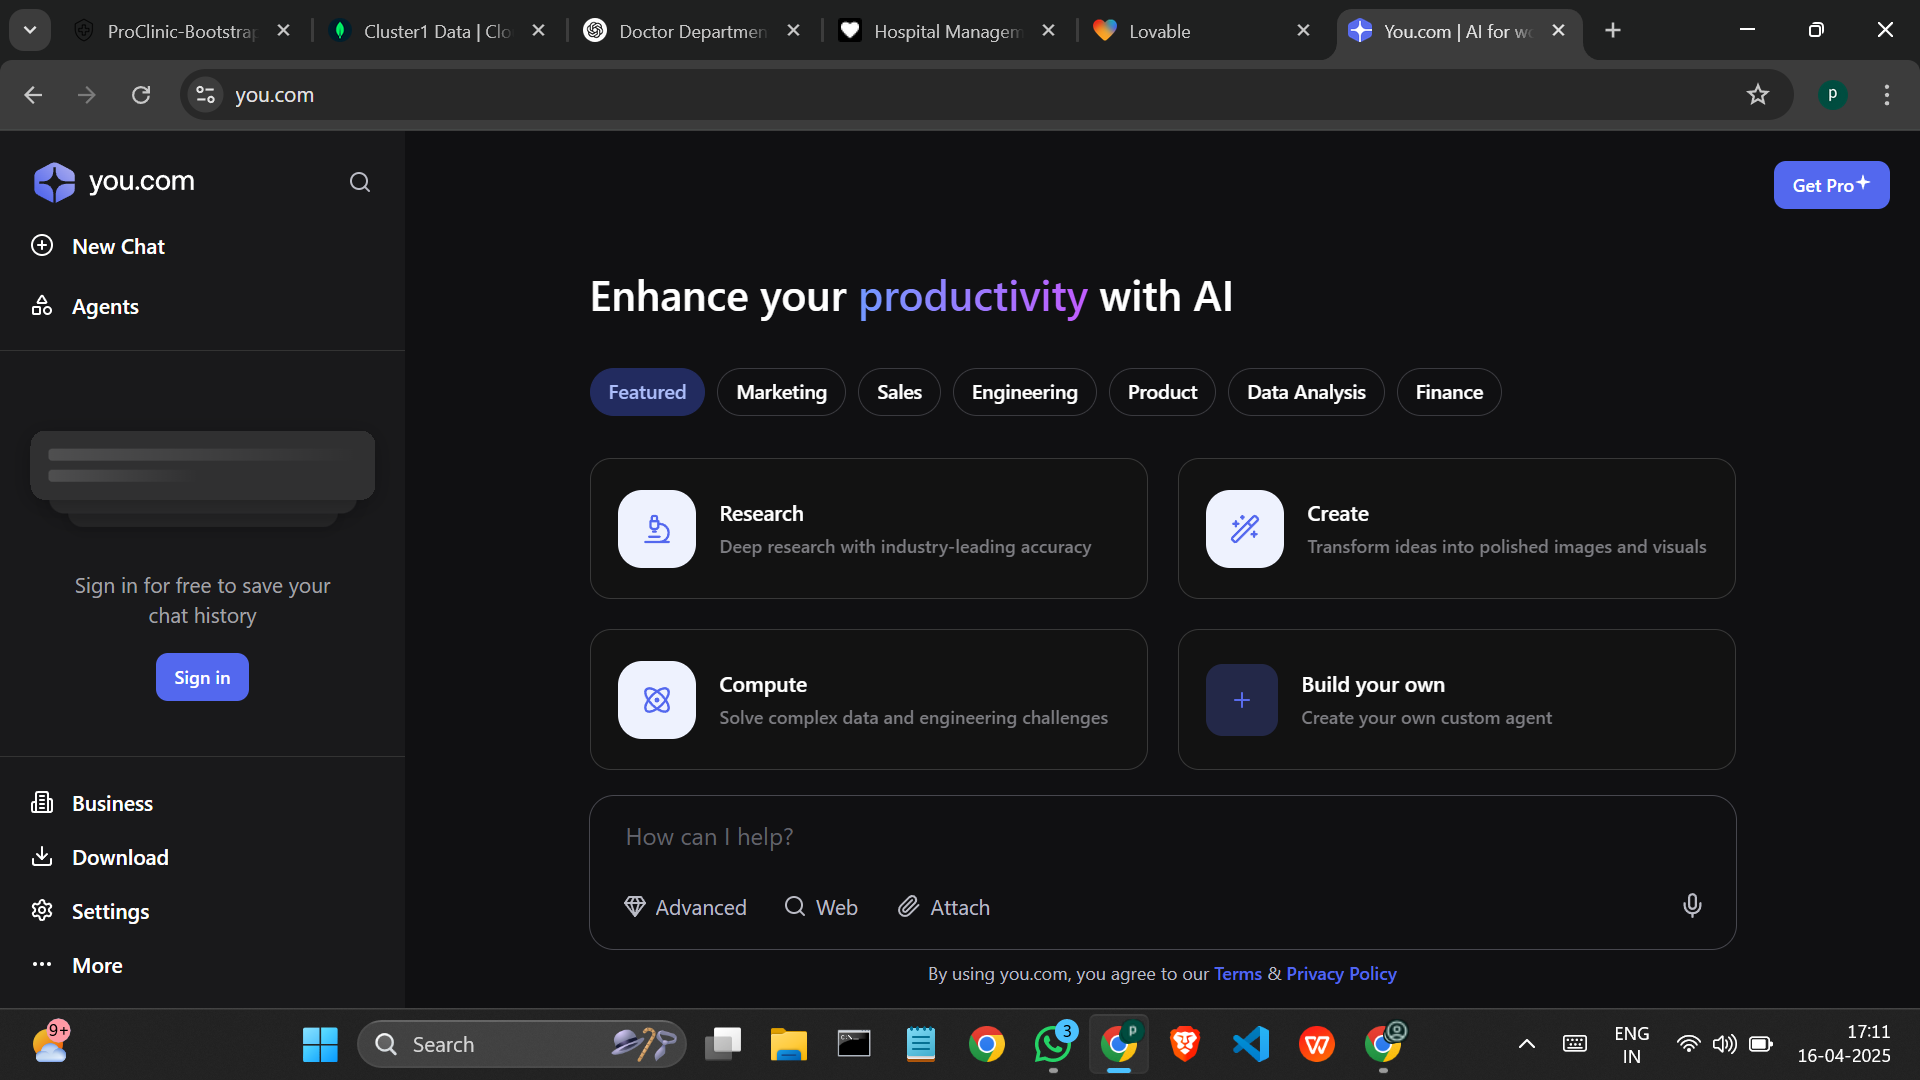 ProClinic-Bootstrap
Cluster1 Data | Clo
Doctor Departmen
Hospital Managem
Lovable
You.com | AI for wo
you.com
p
you.com
New Chat
Agents
Sign in for free to save your
chat history
Sign in
Business
Download
Settings
More
Get Pro
Enhance your productivity with AI
Featured
Marketing
Sales
Engineering
Product
Data Analysis
Finance
Research
Deep research with industry-leading accuracy
Create
Transform ideas into polished images and visuals
Compute
Solve complex data and engineering challenges
Build your own
Create your own custom agent
How can I help?
Advanced
Web
Attach
By using you.com, you agree to our Terms & Privacy Policy
9+
Search
3
p
ENG
IN
17:11
16-04-2025